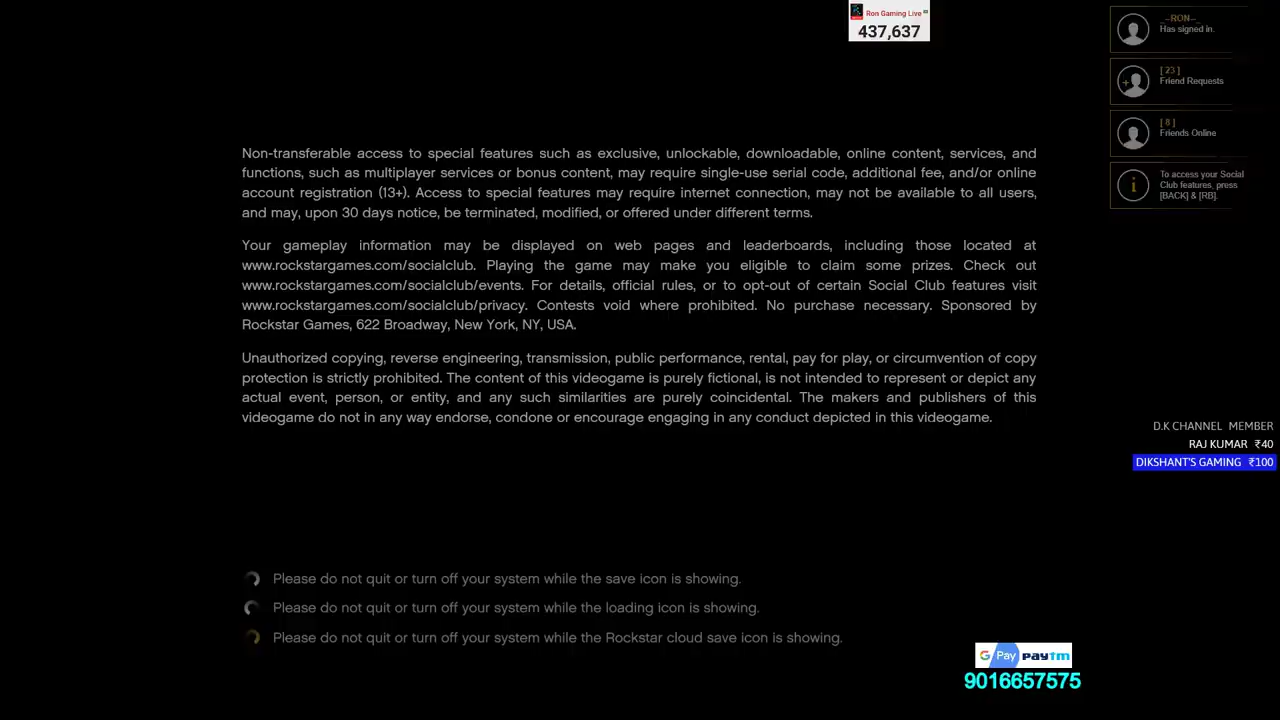 Ron Gaming Live
437,637
_-RON-_
Has signed in.
[ 23 ]
Friend Requests
[ 8 ]
Friends Online
To access your Social
Club features, press
[BACK] & [RB].
Non-transferable access to special features such as exclusive, unlockable, downloadable, online content, services, and
functions, such as multiplayer services or bonus content, may require single-use serial code, additional fee, and/or online
account registration (13+). Access to special features may require internet connection, may not be available to all users,
and may, upon 30 days notice, be terminated, modified, or offered under different terms.
Your gameplay information may be displayed on web pages and leaderboards, including those located at
www.rockstargames.com/socialclub. Playing the game may make you eligible to claim some prizes. Check out
www.rockstargames.com/socialclub/events. For details, official rules, or to opt-out of certain Social Club features visit
www.rockstargames.com/socialclub/privacy. Contests void where prohibited. No purchase necessary. Sponsored by
Rockstar Games, 622 Broadway, New York, NY, USA.
Unauthorized copying, reverse engineering, transmission, public performance, rental, pay for play, or circumvention of copy
protection is strictly prohibited. The content of this videogame is purely fictional, is not intended to represent or depict any
actual event, person, or entity, and any such similarities are purely coincidental. The makers and publishers of this
videogame do not in any way endorse, condone or encourage engaging in any conduct depicted in this videogame.
D.K CHANNEL MEMBER
RAJ KUMAR ₹40
DIKSHANT'S GAMING ₹100
Please do not quit or turn off your system while the save icon is showing.
Please do not quit or turn off your system while the loading icon is showing.
Please do not quit or turn off your system while the Rockstar cloud save icon is showing.
G Pay paytm
9016657575